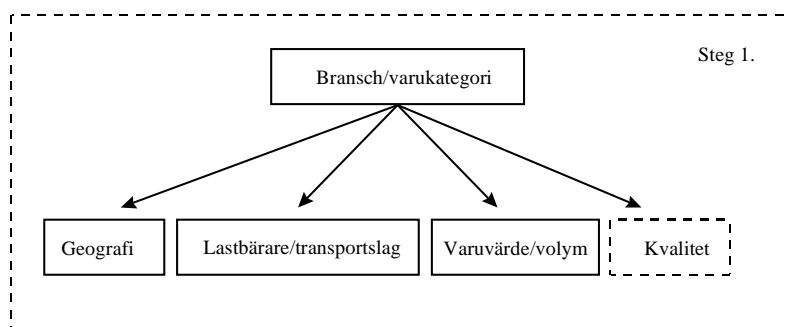 Steg 1.
Bransch/varukategori
Geografi
Lastbärare/transportslag
Varuvärde/volym
Kvalitet